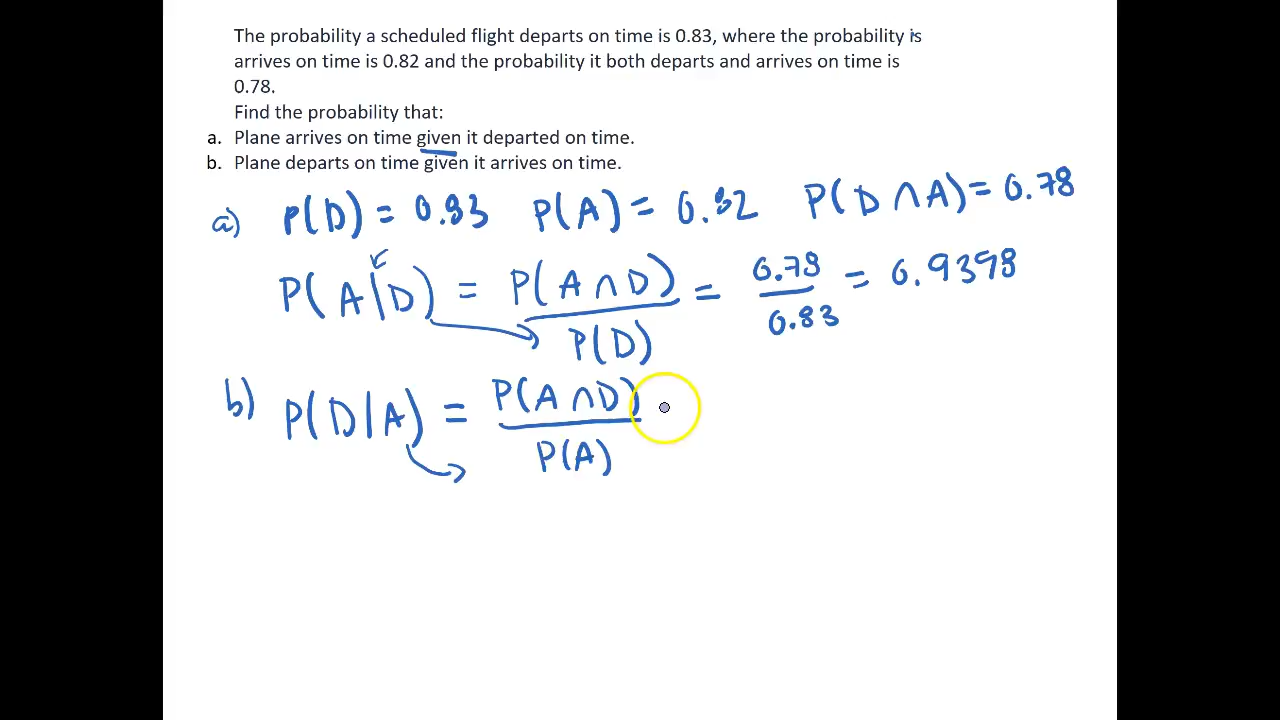 The probability a scheduled flight departs on time is 0.83, where the probability is
arrives on time is 0.82 and the probability it both departs and arrives on time is
0.78.
Find the probability that:
a. Plane arrives on time given it departed on time.
b. Plane departs on time given it arrives on time.
a) P(D) = 0.83 P(A) = 0.82 P(D ∩ A) = 0.78
P(A|D) = P(A ∩ D) / P(D) = 0.78 / 0.83 = 0.9398
b) P(D|A) = P(A ∩ D) / P(A)